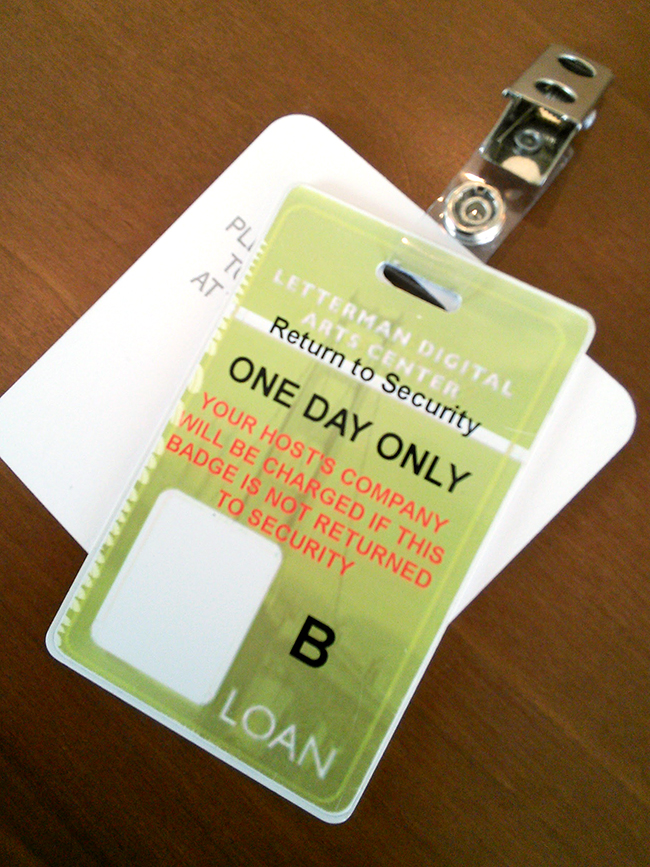 LETTERMAN DIGITAL
ARTS CENTER
Return to Security
ONE DAY ONLY
YOUR HOST'S COMPANY
WILL BE CHARGED IF THIS
BADGE IS NOT RETURNED
TO SECURITY
B
LOAN
AT